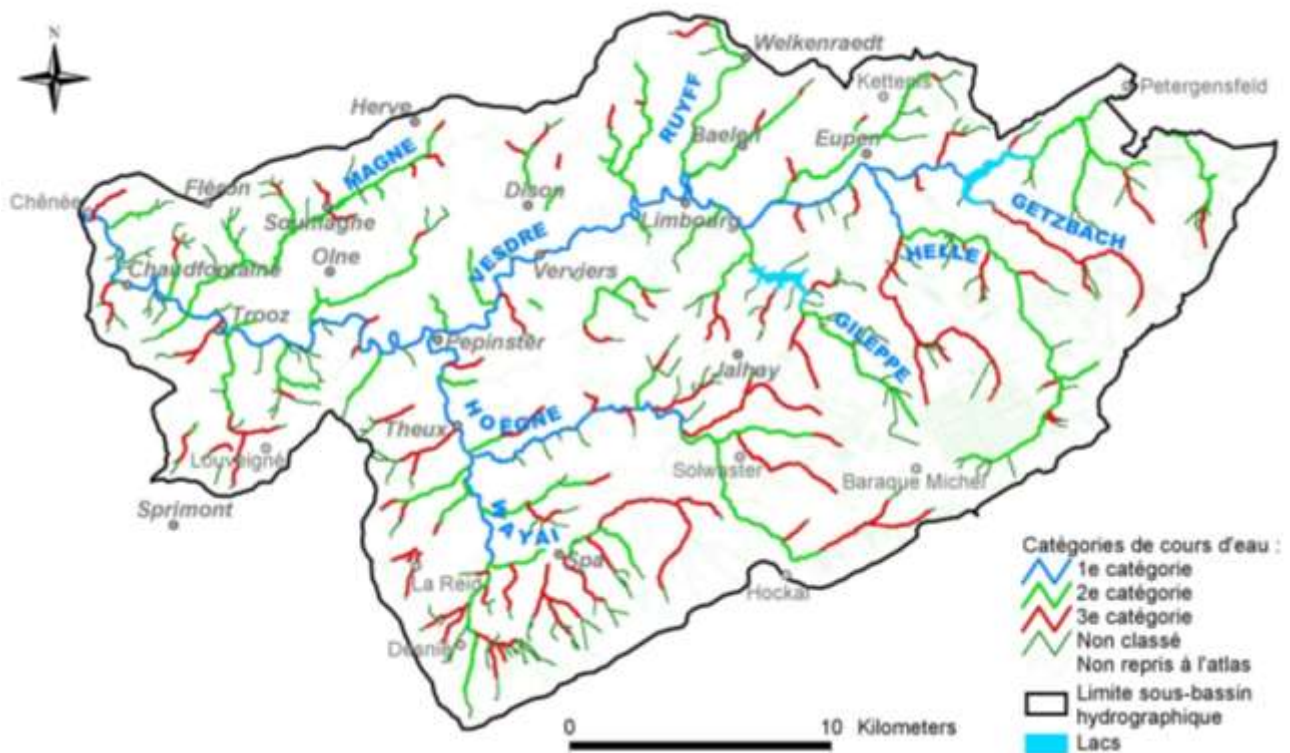 N
Welkenraedt
Kettenis
Petergensfeld
Herve
RUYFF
Baelen
Eupen
MAGNE
Fléron
Chênée
Soumagne
Dison
Limbourg
GETZBACH
HELLE
Olne
VESDRE
Verviers
Chaudfontaine
Trooz
Pepinster
GILEPPE
Jalhay
HOEGNE
Theux
Louveigné
Solwaster
Baraque Michel
Sprimont
WAYAI
Spa
La Reid
Hockai
Desnié
Catégories de cours d'eau :
1e catégorie
2e catégorie
3e catégorie
Non classé
Non repris à l'atlas
Limite sous-bassin
hydrographique
Lacs
0 10 Kilometers